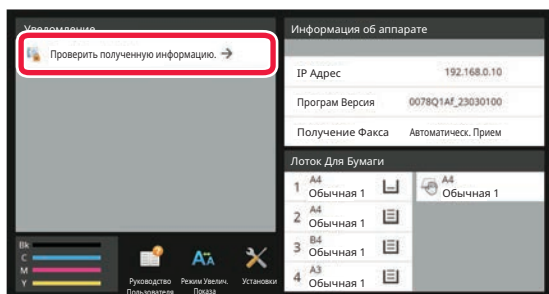 Уведомление
Проверить полученную информацию. →
Информация об аппарате
IP Адрес 192.168.0.10
Програм Версия 0078Q1Af_23030100
Получение Факса Автоматическ. Прием
Лоток Для Бумаги
1 A4 Обычная 1
A4 Обычная 1
2 A4 Обычная 1
3 B4 Обычная 1
4 A3 Обычная 1
Bk
C
M
Y
Руководство Пользователя
Режим Увелич. Показа
Установки